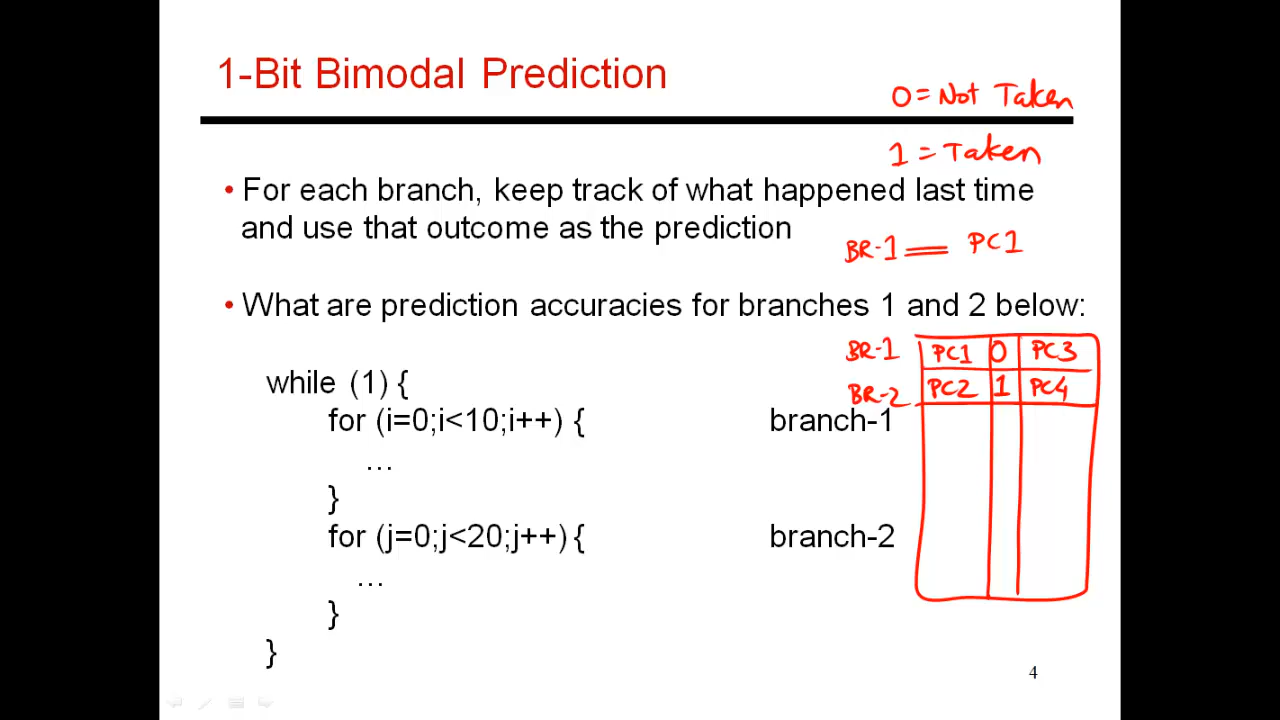 1-Bit Bimodal Prediction
0 = Not Taken
1 = Taken
• For each branch, keep track of what happened last time
and use that outcome as the prediction
BR-1 = PC1
• What are prediction accuracies for branches 1 and 2 below:
BR-1 PC1 0 PC3
while (1) {
BR-2 PC2 1 PC4
for (i=0;i<10;i++) { branch-1
…
}
for (j=0;j<20;j++) { branch-2
…
}
}
4